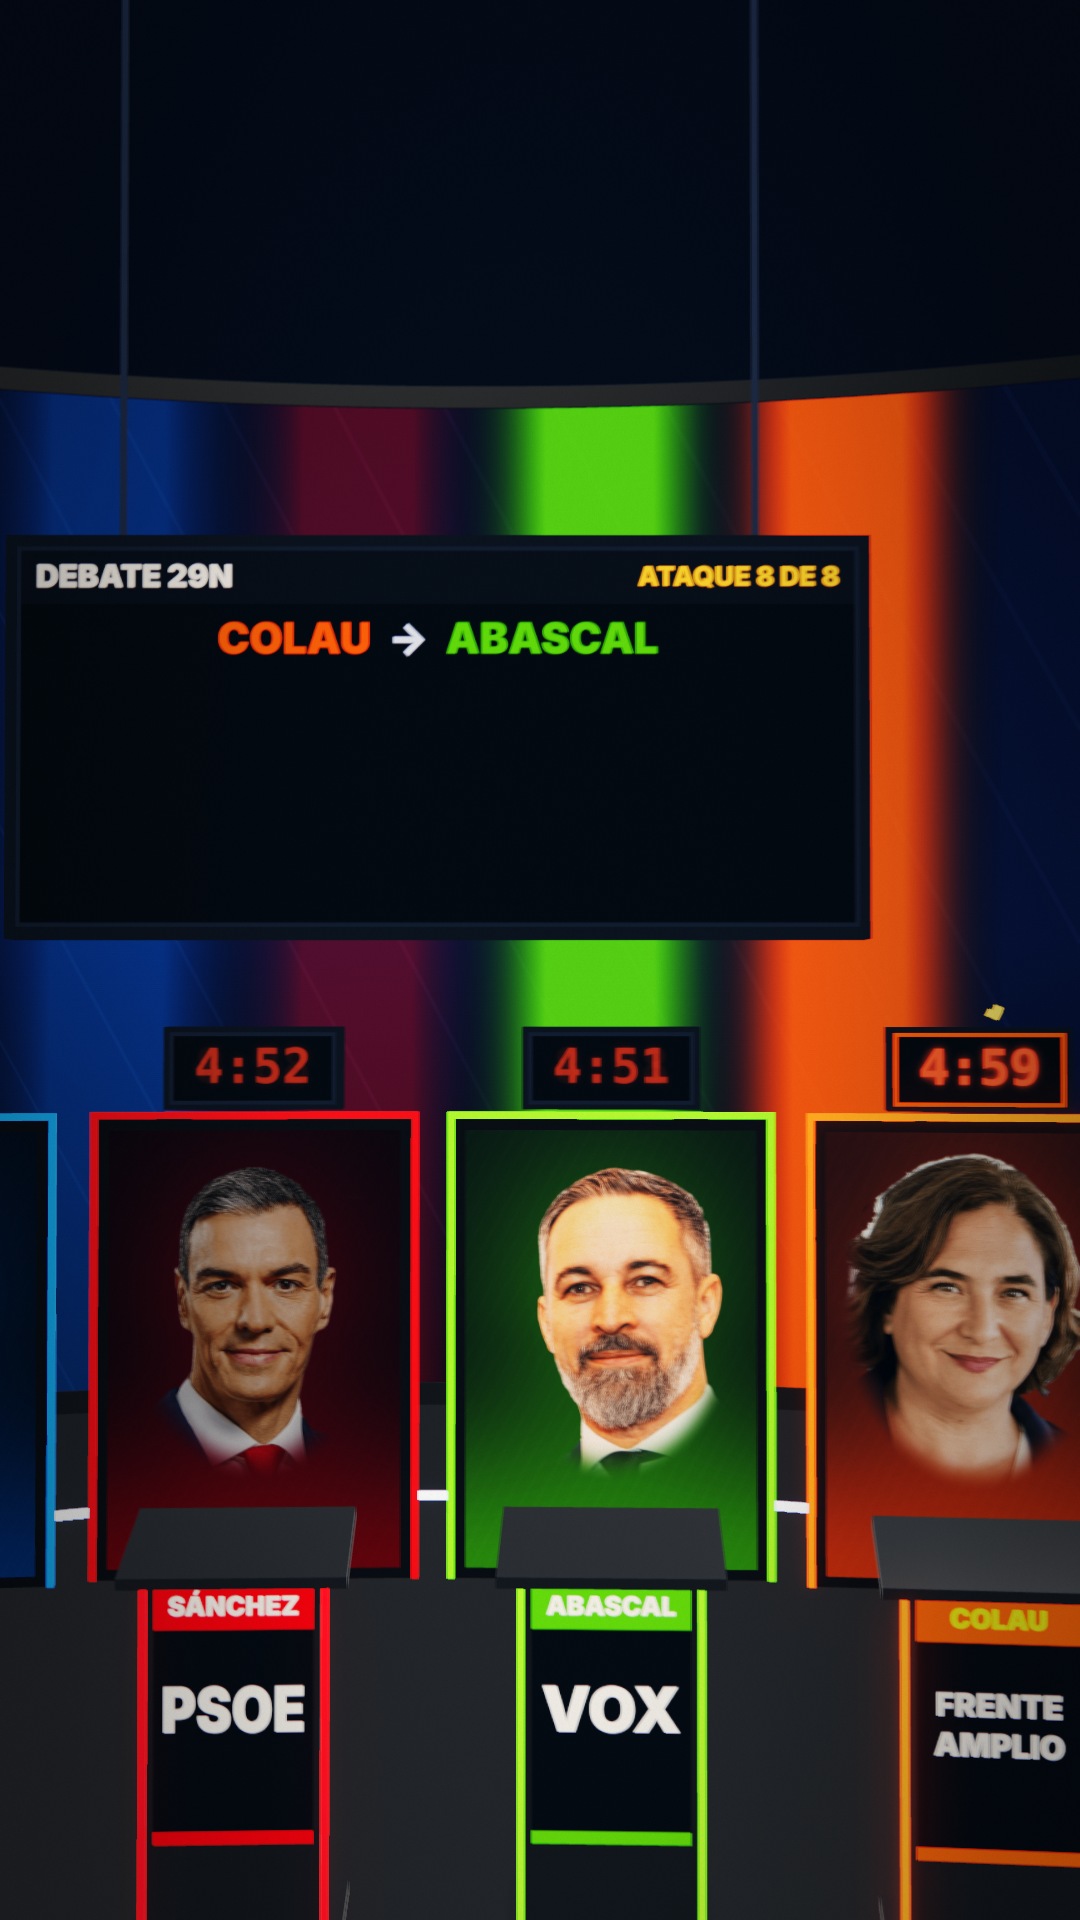 DEBATE 29N
ATAQUE 8 DE 8
COLAU → ABASCAL
4:52
4:51
4:59
SÁNCHEZ
PSOE
ABASCAL
VOX
COLAU
FRENTE
AMPLIO